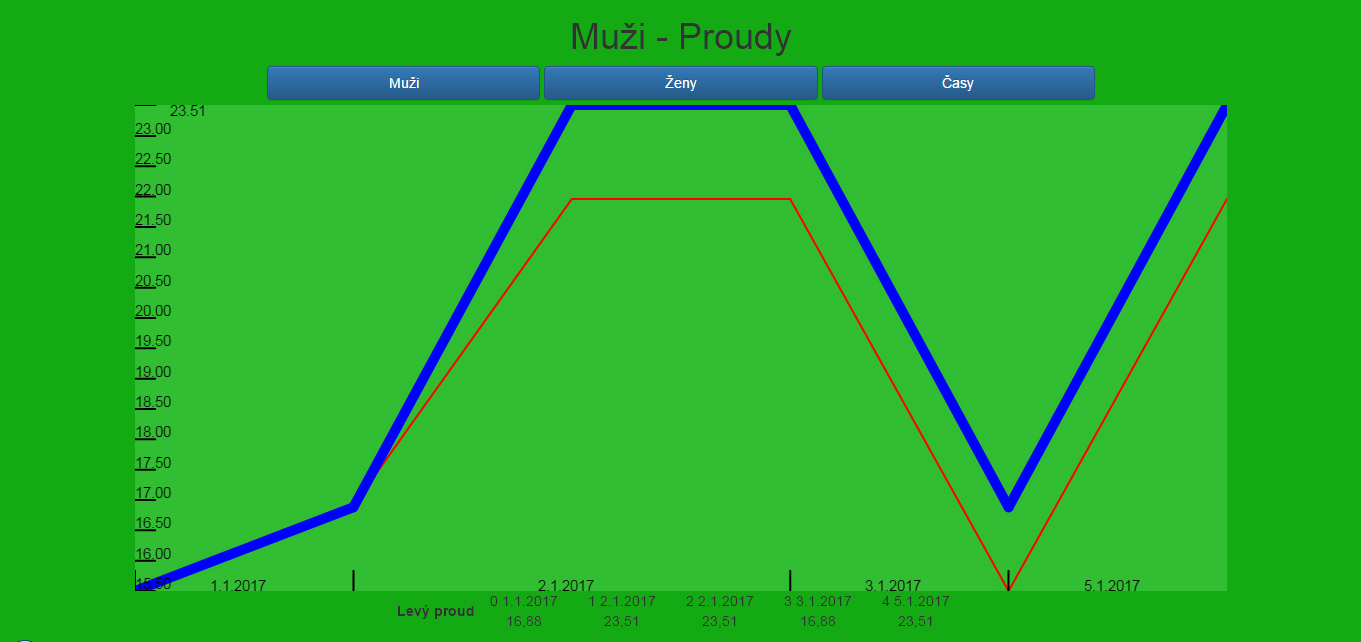 Muži - Proudy
Muži Ženy Časy
23.51
23,00
22,50
22,00
21,50
21,00
20,50
20,00
19,50
19,00
18,50
18,00
17,50
17,00
16,50
16,00
15,50
1.1.2017 2.1.2017 3.1.2017 5.1.2017
0 1.1.2017 1 2.1.2017 2 2.1.2017 3 3.1.2017 4 5.1.2017
Levý proud
16,88 23,51 23,51 16,88 23,51